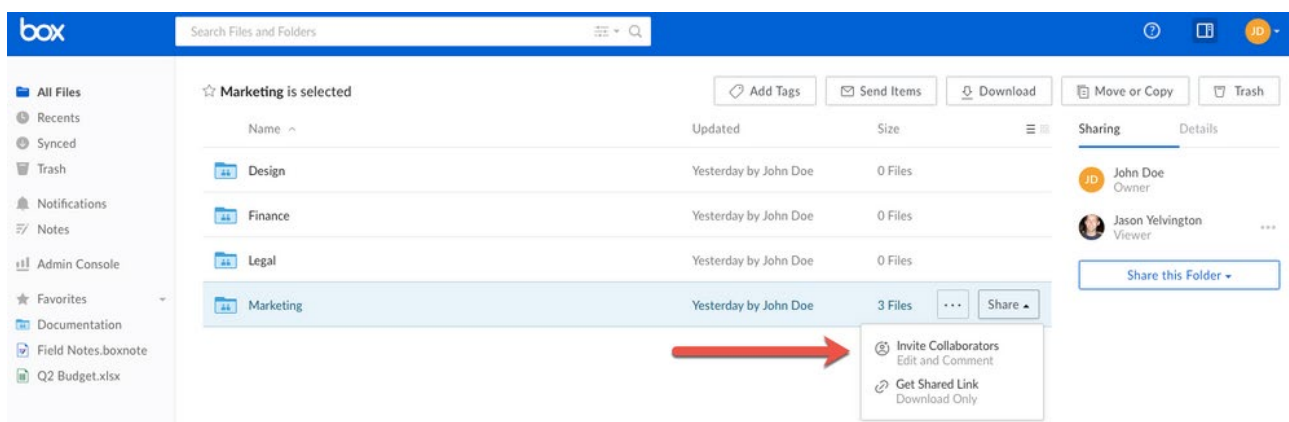 box
Search Files and Folders
JD
All Files
Recents
Synced
Trash
Notifications
Notes
Admin Console
Favorites
Documentation
Field Notes.boxnote
Q2 Budget.xlsx
Marketing is selected
Add Tags
Send Items
Download
Move or Copy
Trash
Name
Updated
Size
Design
Yesterday by John Doe
0 Files
Finance
Yesterday by John Doe
0 Files
Legal
Yesterday by John Doe
0 Files
Marketing
Yesterday by John Doe
3 Files
...
Share
Invite Collaborators
Edit and Comment
Get Shared Link
Download Only
Sharing
Details
JD
John Doe
Owner
Jason Yelvington
Viewer
Share this Folder